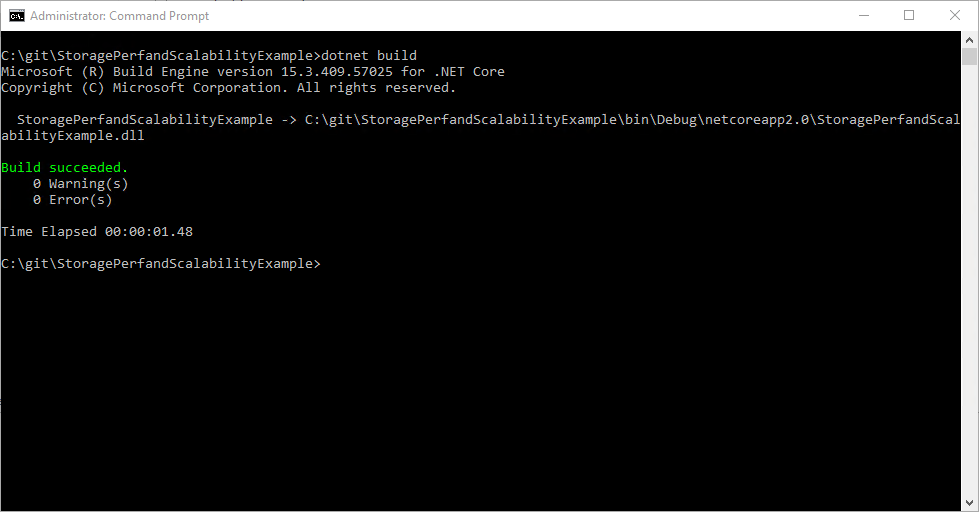 Administrator: Command Prompt
C:\git\StoragePerfandScalabilityExample>dotnet build
Microsoft (R) Build Engine version 15.3.409.57025 for .NET Core
Copyright (C) Microsoft Corporation. All rights reserved.
StoragePerfandScalabilityExample -> C:\git\StoragePerfandScalabilityExample\bin\Debug\netcoreapp2.0\StoragePerfandScal
abilityExample.dll
Build succeeded.
0 Warning(s)
0 Error(s)
Time Elapsed 00:00:01.48
C:\git\StoragePerfandScalabilityExample>